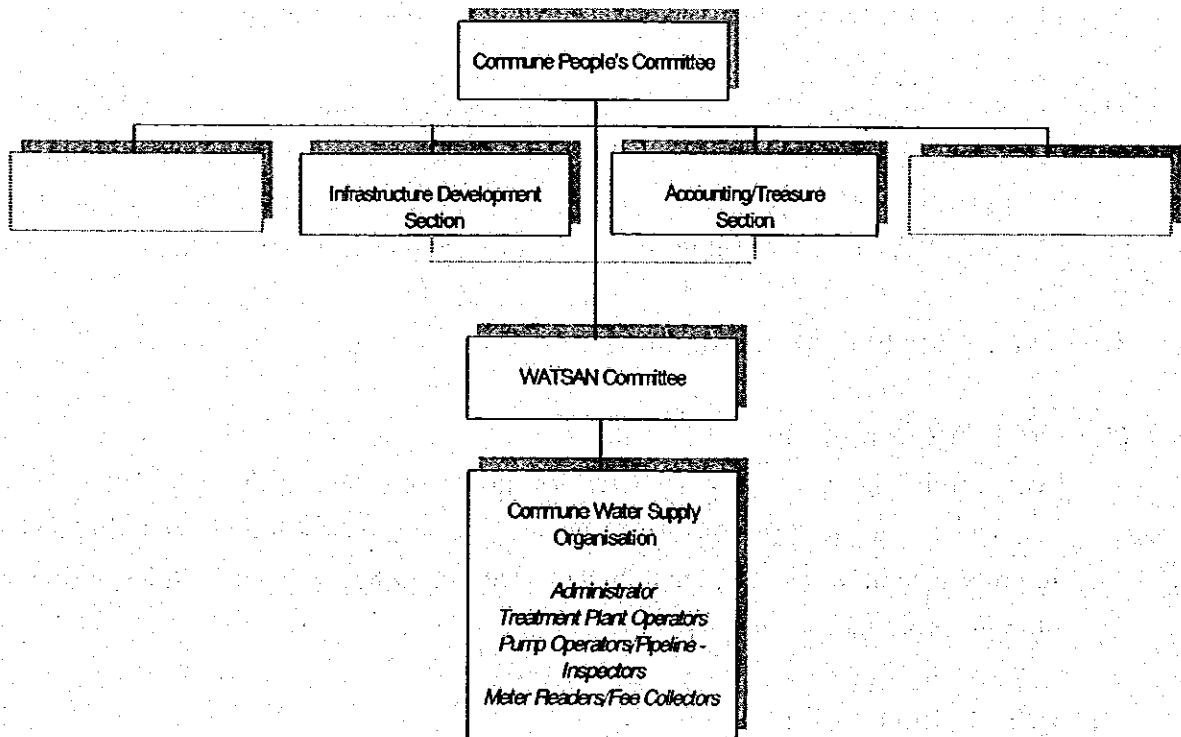 Commune People's Committee
Infrastructure Development
Section
Accounting/Treasure
Section
WATSAN Committee
Commune Water Supply
Organisation
Administrator
Treatment Plant Operators
Pump Operators/Pipeline -
Inspectors
Meter Readers/Fee Collectors